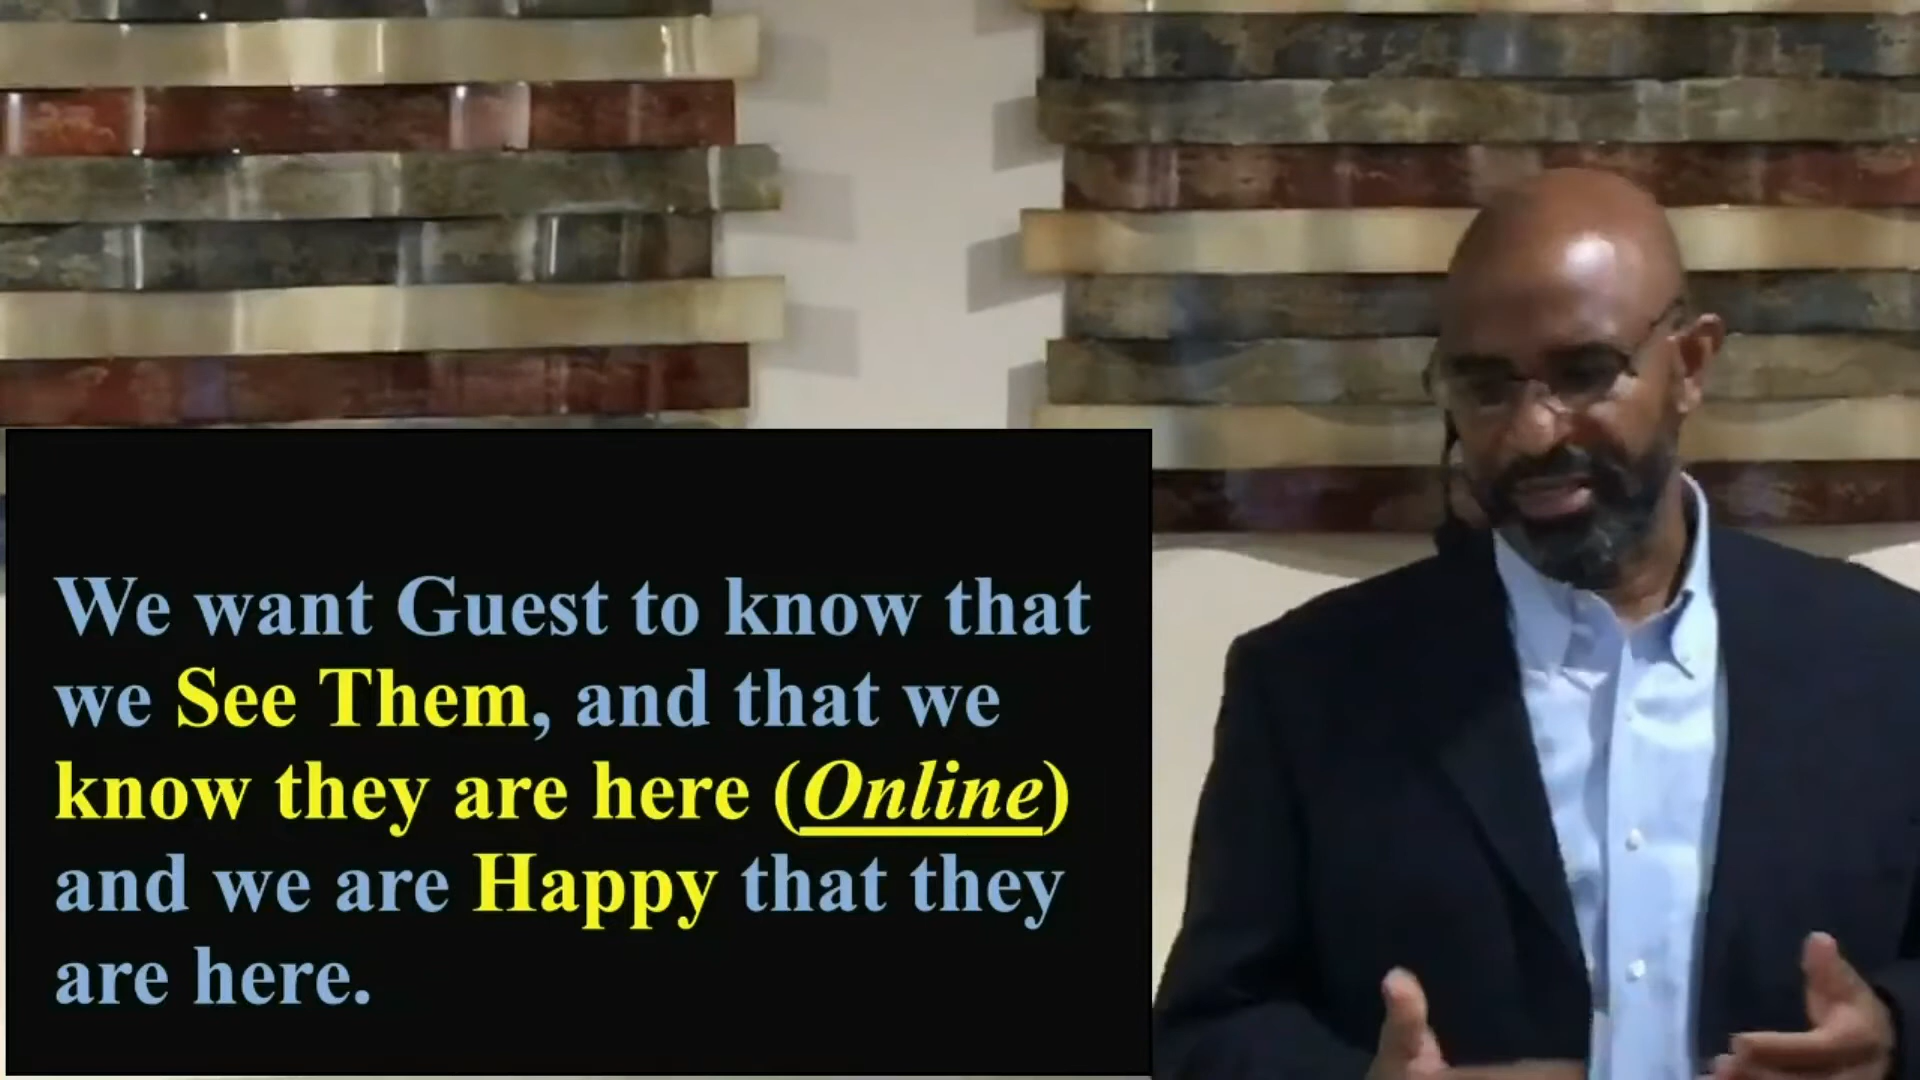 We want Guest to know that
we See Them, and that we
know they are here (Online)
and we are Happy that they
are here.